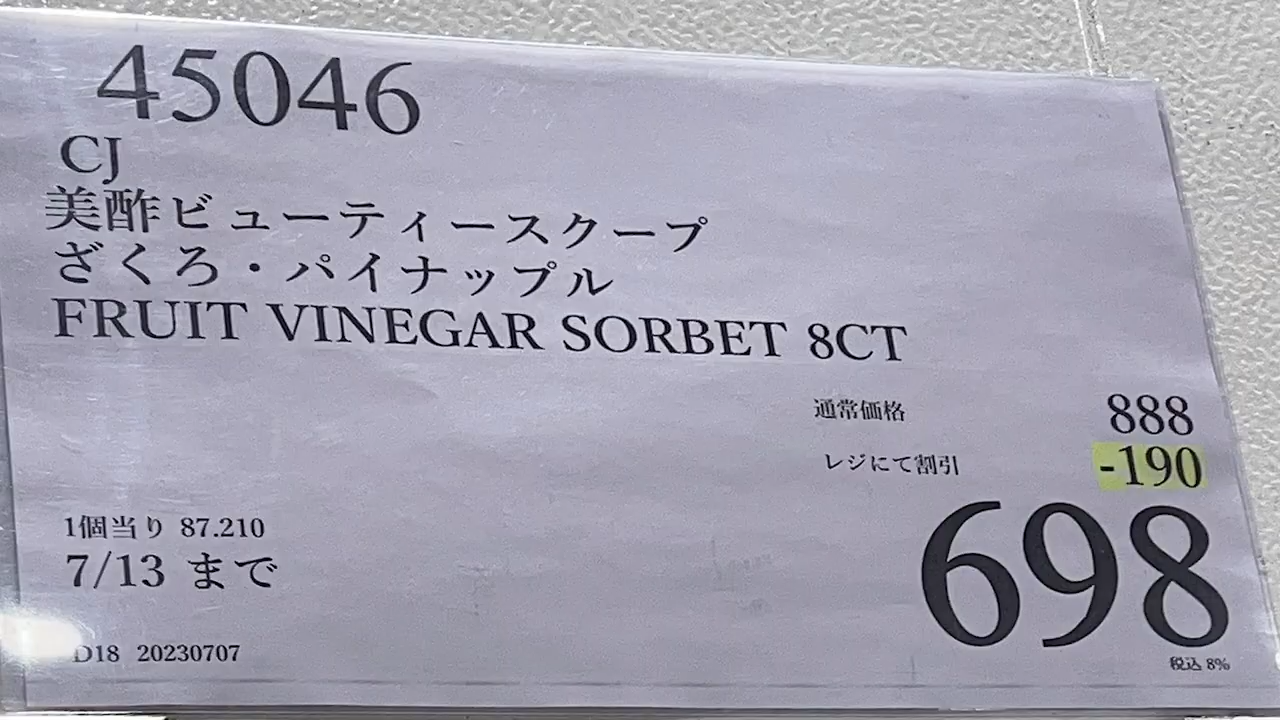 45046
CJ
美酢ビューティースクープ
ざくろ・パイナップル
FRUIT VINEGAR SORBET 8CT
通常価格 888
レジにて割引 -190
698
税込 8%
1個当り 87.210
7/13 まで
D18 20230707